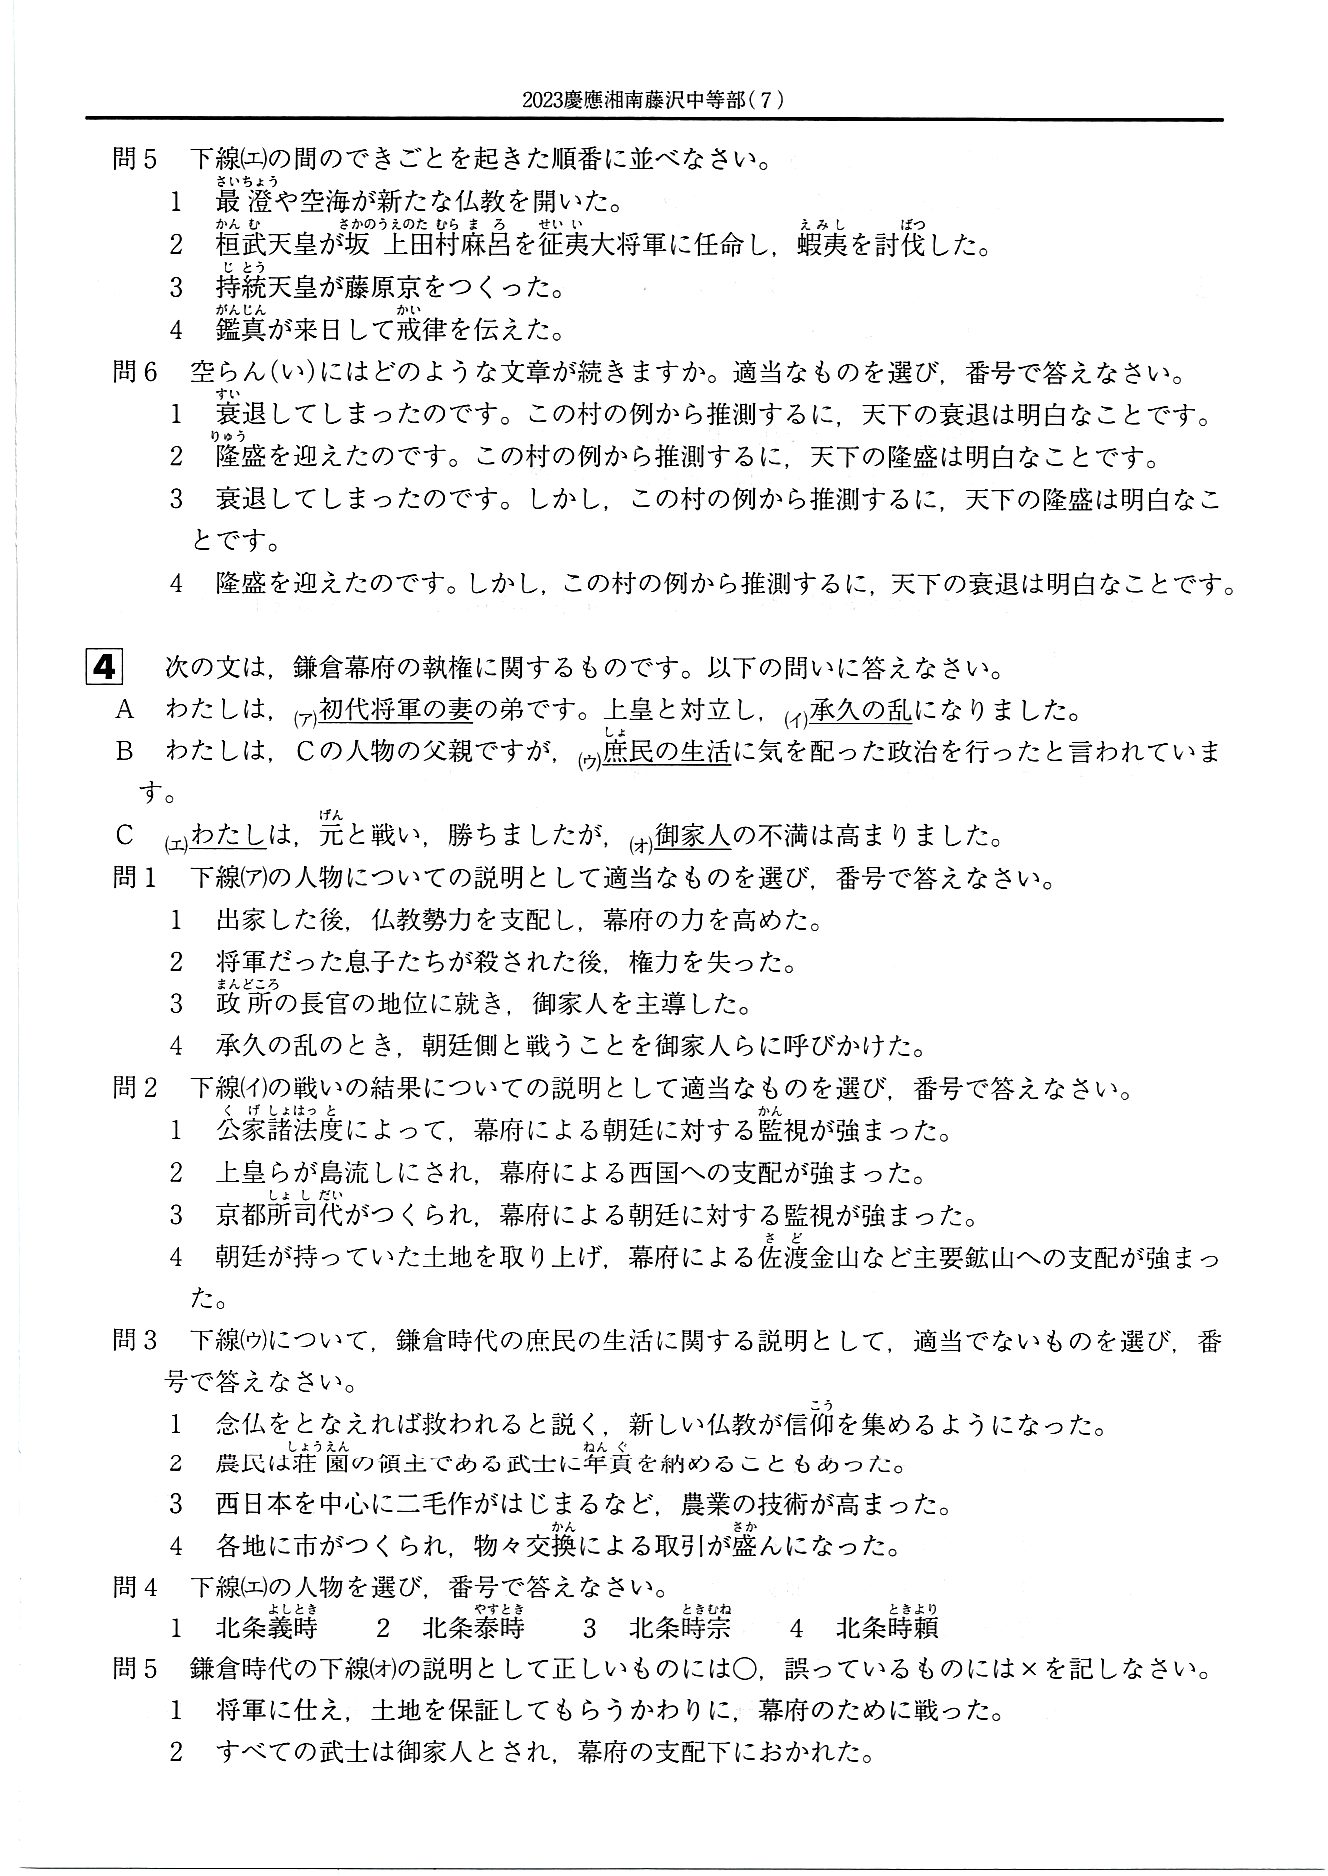 2023慶應湘南藤沢中等部(7)
問5 下線㈓の間のできごとを起きた順番に並べなさい。
1 最澄や空海が新たな仏教を開いた。
2 桓武天皇が坂上田村麻呂を征夷大将軍に任命し，蝦夷を討伐した。
3 持統天皇が藤原京をつくった。
4 鑑真が来日して戒律を伝えた。
問6 空らん(い)にはどのような文章が続きますか。適当なものを選び，番号で答えなさい。
1 衰退してしまったのです。この村の例から推測するに，天下の衰退は明白なことです。
2 隆盛を迎えたのです。この村の例から推測するに，天下の隆盛は明白なことです。
3 衰退してしまったのです。しかし，この村の例から推測するに，天下の隆盛は明白なこ
とです。
4 隆盛を迎えたのです。しかし，この村の例から推測するに，天下の衰退は明白なことです。
4 次の文は，鎌倉幕府の執権に関するものです。以下の問いに答えなさい。
A わたしは，(ア)初代将軍の妻の弟です。上皇と対立し，(イ)承久の乱になりました。
B わたしは，Cの人物の父親ですが，(ウ)庶民の生活に気を配った政治を行ったと言われていま
す。
C (エ)わたしは，元と戦い，勝ちましたが，(オ)御家人の不満は高まりました。
問1 下線(ア)の人物についての説明として適当なものを選び，番号で答えなさい。
1 出家した後，仏教勢力を支配し，幕府の力を高めた。
2 将軍だった息子たちが殺された後，権力を失った。
3 政所の長官の地位に就き，御家人を主導した。
4 承久の乱のとき，朝廷側と戦うことを御家人らに呼びかけた。
問2 下線(イ)の戦いの結果についての説明として適当なものを選び，番号で答えなさい。
1 公家諸法度によって，幕府による朝廷に対する監視が強まった。
2 上皇らが島流しにされ，幕府による西国への支配が強まった。
3 京都所司代がつくられ，幕府による朝廷に対する監視が強まった。
4 朝廷が持っていた土地を取り上げ，幕府による佐渡金山など主要鉱山への支配が強まっ
た。
問3 下線(ウ)について，鎌倉時代の庶民の生活に関する説明として，適当でないものを選び，番
号で答えなさい。
1 念仏をとなえれば救われると説く，新しい仏教が信仰を集めるようになった。
2 農民は荘園の領主である武士に年貢を納めることもあった。
3 西日本を中心に二毛作がはじまるなど，農業の技術が高まった。
4 各地に市がつくられ，物々交換による取引が盛んになった。
問4 下線(エ)の人物を選び，番号で答えなさい。
1 北条義時 2 北条泰時 3 北条時宗 4 北条時頼
問5 鎌倉時代の下線(オ)の説明として正しいものには○，誤っているものには×を記しなさい。
1 将軍に仕え，土地を保証してもらうかわりに，幕府のために戦った。
2 すべての武士は御家人とされ，幕府の支配下におかれた。